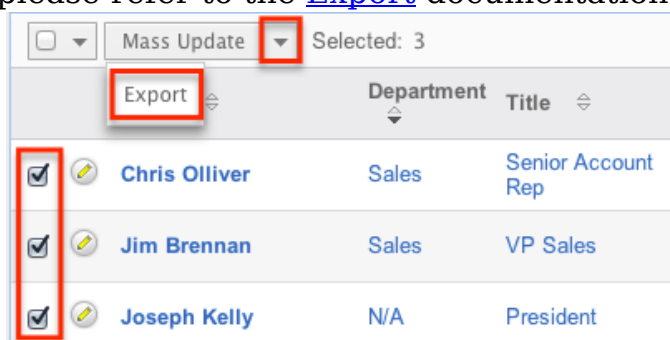 please refer to the Export documentation
Mass Update Selected: 3
Export Department Title
Chris Olliver Sales Senior Account Rep
Jim Brennan Sales VP Sales
Joseph Kelly N/A President